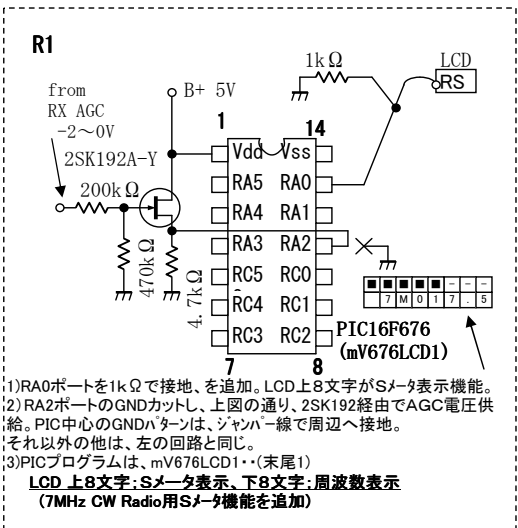 R1
1kΩ
LCD
RS
from
RX AGC
-2～0V
B+ 5V
2SK192A-Y
200kΩ
470kΩ
4.7kΩ
1
14
Vdd
Vss
RA5
RA0
RA4
RA1
RA3
RA2
RC5
RC0
RC4
RC1
RC3
RC2
7
8
■■■■■---
7M017.5
PIC16F676
(mV676LCD1)
1)RA0ポートを1kΩで接地、を追加。LCD上8文字がSメータ表示機能。
2)RA2ポートのGNDカットし、上図の通り、2SK192経由でAGC電圧供
給。PIC中心のGNDパターンは、ジャンパー線で周辺へ接地。
それ以外の他は、左の回路と同じ。
3)PICプログラムは、mV676LCD1・・(末尾1)
LCD 上8文字:Sメータ表示、下8文字:周波数表示
(7MHz CW Radio用Sメータ機能を追加)